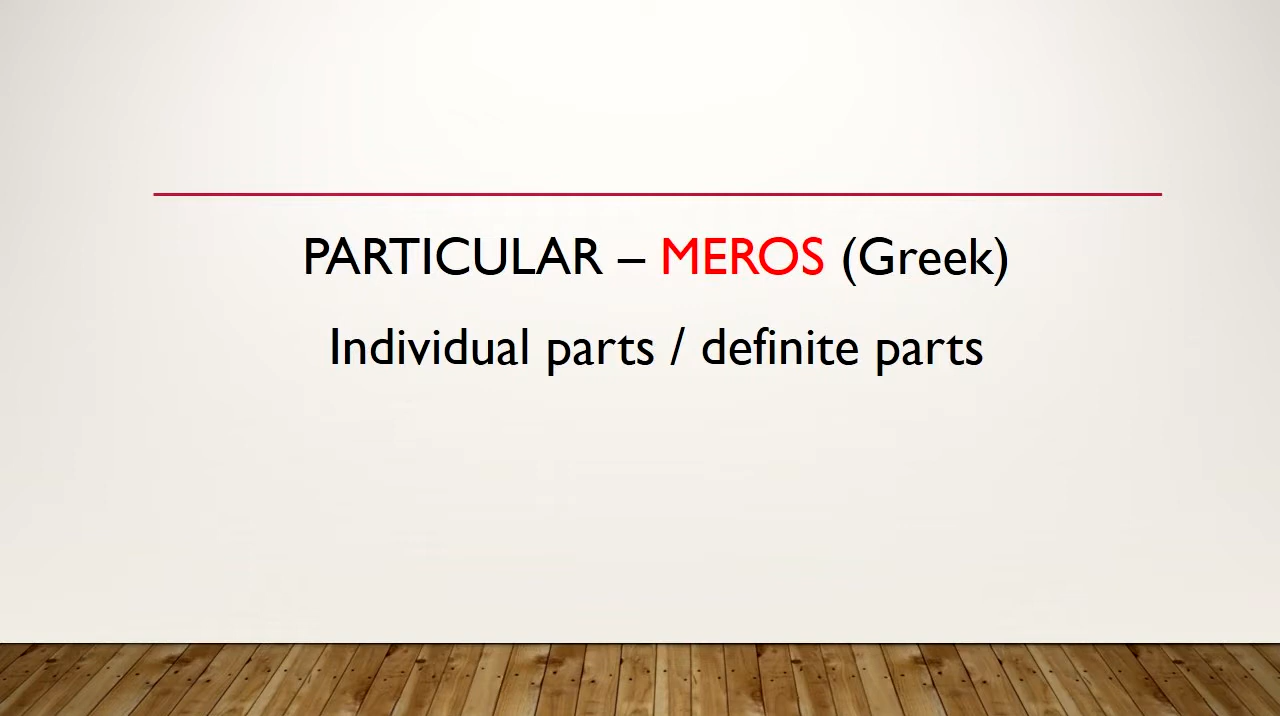 PARTICULAR – MEROS (Greek)
Individual parts / definite parts